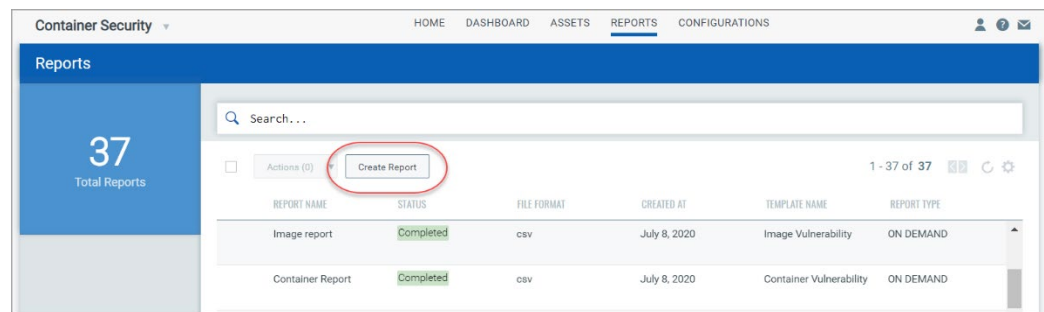 Container Security
HOME DASHBOARD ASSETS REPORTS CONFIGURATIONS
Reports
37
Total Reports
Search...
Actions (0) Create Report 1 - 37 of 37
REPORT NAME STATUS FILE FORMAT CREATED AT TEMPLATE NAME REPORT TYPE
Image report Completed csv July 8, 2020 Image Vulnerability ON DEMAND
Container Report Completed csv July 8, 2020 Container Vulnerability ON DEMAND